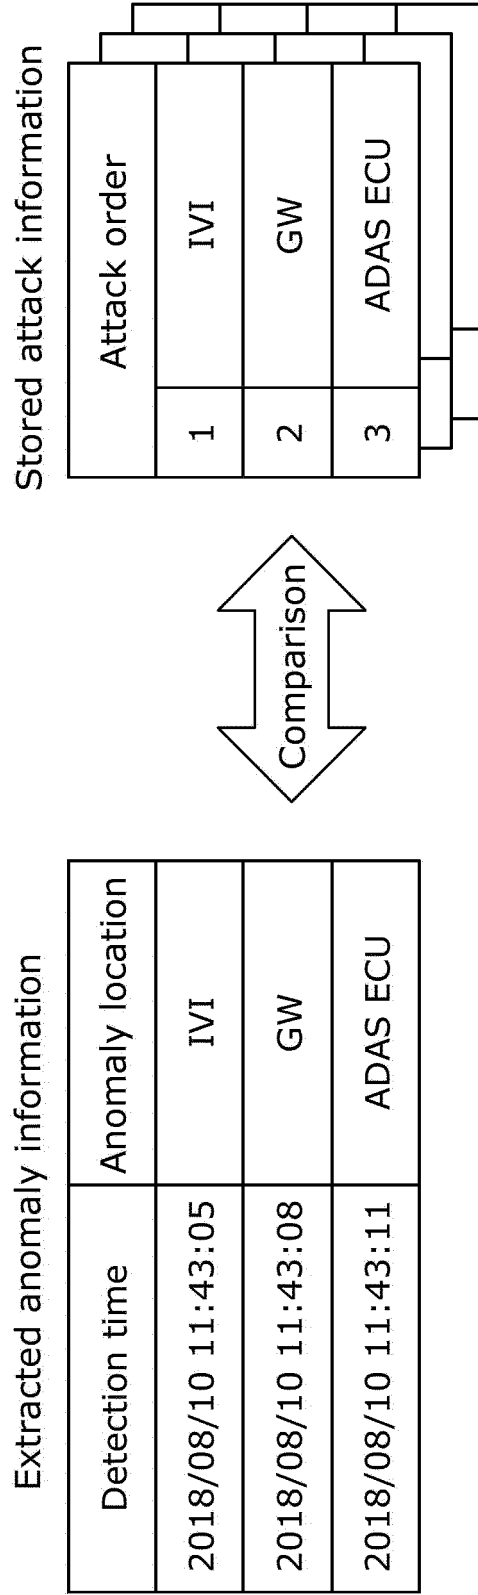 Extracted anomaly information
Detection time Anomaly location
2018/08/10 11:43:05 IVI
2018/08/10 11:43:08 GW
2018/08/10 11:43:11 ADAS ECU
Comparison
Stored attack information
Attack order
1 IVI
2 GW
3 ADAS ECU